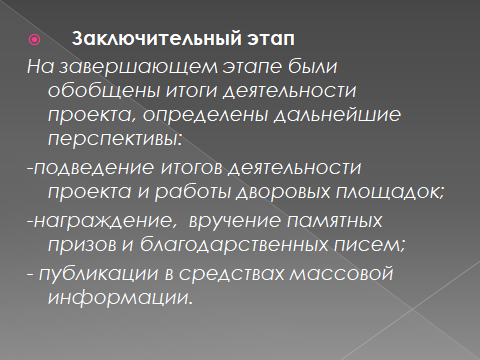 Заключительный этап
На завершающем этапе были
обобщены итоги деятельности
проекта, определены дальнейшие
перспективы:
-подведение итогов деятельности
проекта и работы дворовых площадок;
-награждение, вручение памятных
призов и благодарственных писем;
- публикации в средствах массовой
информации.